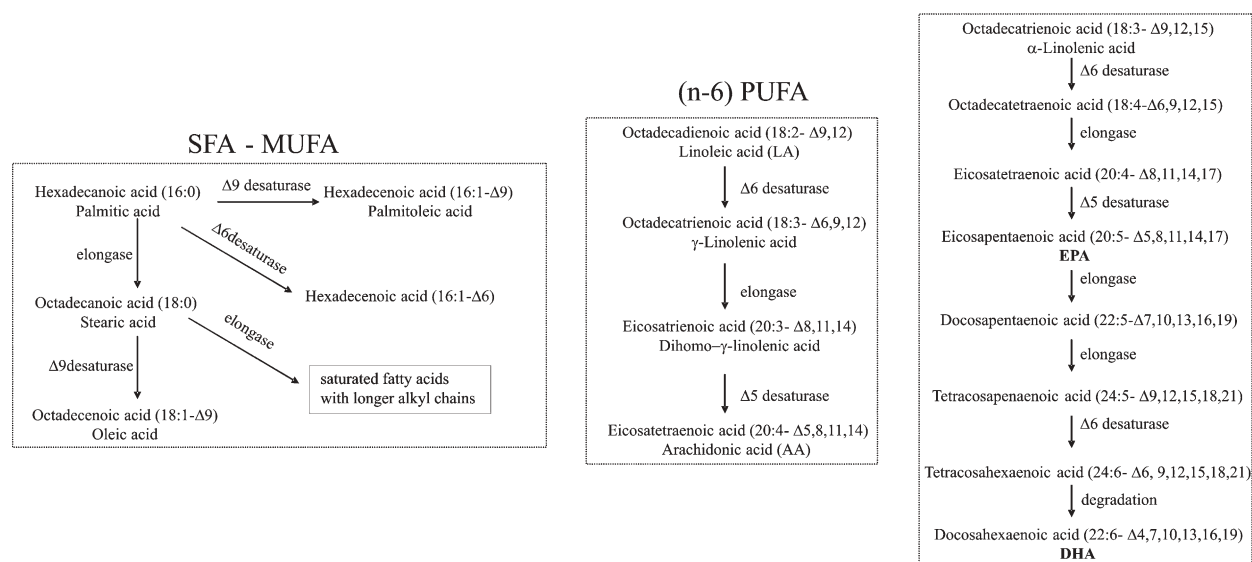 SFA - MUFA
Hexadecanoic acid (16:0)
Palmitic acid
Δ9 desaturase
Hexadecenoic acid (16:1-Δ9)
Palmitoleic acid
elongase
Δ6desaturase
Hexadecenoic acid (16:1-Δ6)
Octadecanoic acid (18:0)
Stearic acid
elongase
Δ9desaturase
saturated fatty acids
with longer alkyl chains
Octadecenoic acid (18:1-Δ9)
Oleic acid
(n-6) PUFA
Octadecadienoic acid (18:2- Δ9,12)
Linoleic acid (LA)
Δ6 desaturase
Octadecatrienoic acid (18:3- Δ6,9,12)
γ-Linolenic acid
elongase
Eicosatrienoic acid (20:3- Δ8,11,14)
Dihomo–γ-linolenic acid
Δ5 desaturase
Eicosatetraenoic acid (20:4- Δ5,8,11,14)
Arachidonic acid (AA)
Octadecatrienoic acid (18:3- Δ9,12,15)
α-Linolenic acid
Δ6 desaturase
Octadecatetraenoic acid (18:4-Δ6,9,12,15)
elongase
Eicosatetraenoic acid (20:4- Δ8,11,14,17)
Δ5 desaturase
Eicosapentaenoic acid (20:5- Δ5,8,11,14,17)
EPA
elongase
Docosapentaenoic acid (22:5-Δ7,10,13,16,19)
elongase
Tetracosapenaenoic acid (24:5- Δ9,12,15,18,21)
Δ6 desaturase
Tetracosahexaenoic acid (24:6- Δ6, 9,12,15,18,21)
degradation
Docosahexaenoic acid (22:6- Δ4,7,10,13,16,19)
DHA